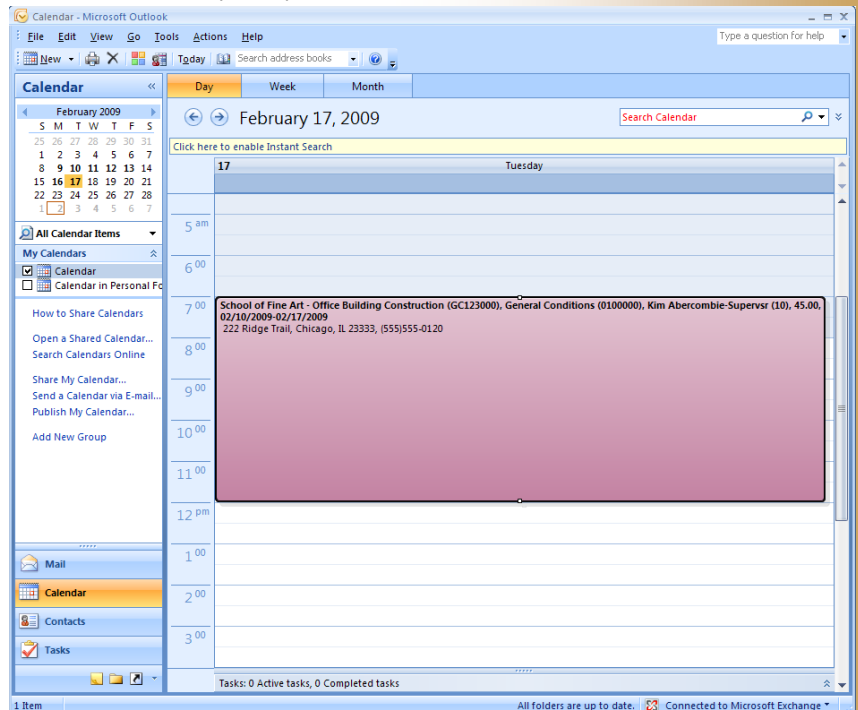 Calendar - Microsoft Outlook
File Edit View Go Tools Actions Help
Type a question for help
New Today Search address books
Calendar «
Day Week Month
February 2009
S M T W T F S
25 26 27 28 29 30 31
1 2 3 4 5 6 7
8 9 10 11 12 13 14
15 16 17 18 19 20 21
22 23 24 25 26 27 28
1 2 3 4 5 6 7
All Calendar Items
My Calendars
Calendar
Calendar in Personal Fo
How to Share Calendars
Open a Shared Calendar...
Search Calendars Online
Share My Calendar...
Send a Calendar via E-mail...
Publish My Calendar...
Add New Group
Mail
Calendar
Contacts
Tasks
February 17, 2009
Search Calendar
Click here to enable Instant Search
17 Tuesday
5 am
6 00
7 00
School of Fine Art - Office Building Construction (GC123000), General Conditions (0100000), Kim Abercombie-Supervsr (10), 45.00,
02/10/2009-02/17/2009
222 Ridge Trail, Chicago, IL 23333, (555)555-0120
8 00
9 00
10 00
11 00
12 pm
1 00
2 00
3 00
Tasks: 0 Active tasks, 0 Completed tasks
1 Item
All folders are up to date. Connected to Microsoft Exchange